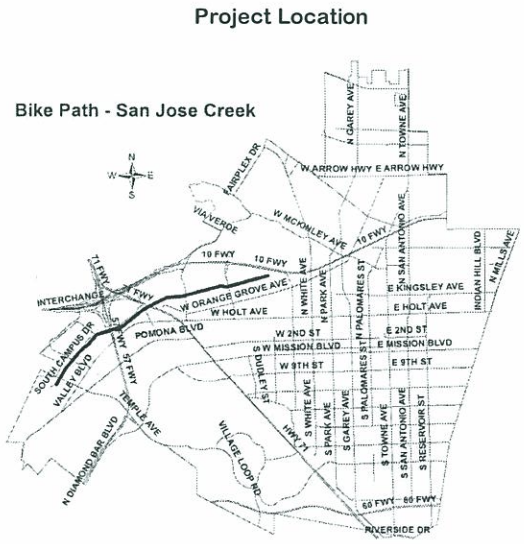 Project Location
Bike Path - San Jose Creek
N
W E
S
N GAREY AVE
N TOWNE AVE
FAIRPLEX DR
W ARROW HWY E ARROW HWY
VIA VERDE
W MCKINLEY AVE
10 FWY
10 FWY
10 FWY
71 FWY
INTERCHANGE
57 FWY
W ORANGE GROVE AVE
W HOLT AVE
POMONA BLVD
N WHITE AVE
N PARK AVE
N PALOMARES ST
N SAN ANTONIO AVE
INDIAN HILL BLVD
N MILLS AVE
E KINGSLEY AVE
E HOLT AVE
W 2ND ST
E 2ND ST
W MISSION BLVD
E MISSION BLVD
W 9TH ST
E 9TH ST
SOUTH CAMPUS DR
VALLEY BLVD
57 FWY
S DUDLEY ST
S WHITE AVE
S PARK AVE
S GAREY AVE
S PALOMARES ST
S TOWNE AVE
S SAN ANTONIO AVE
S RESERVOIR ST
TEMPLE AVE
N DIAMOND BAR BLVD
VILLAGE LOOP RD
HWY 71
60 FWY
60 FWY
RIVERSIDE DR